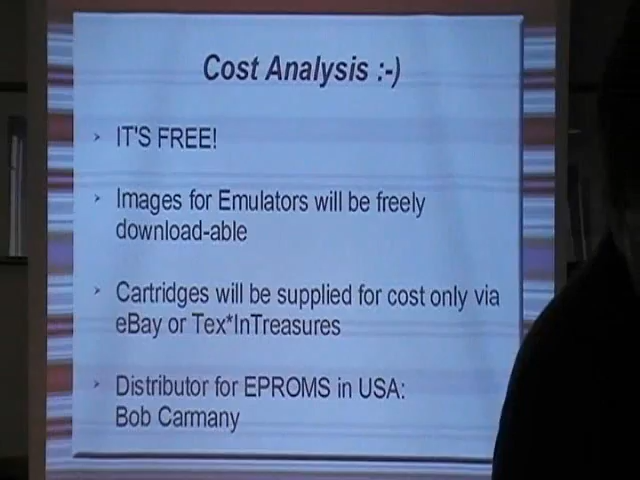 Cost Analysis :-)
IT'S FREE!
Images for Emulators will be freely
download-able
Cartridges will be supplied for cost only via
eBay or Tex*InTreasures
Distributor for EPROMS in USA:
Bob Carmany